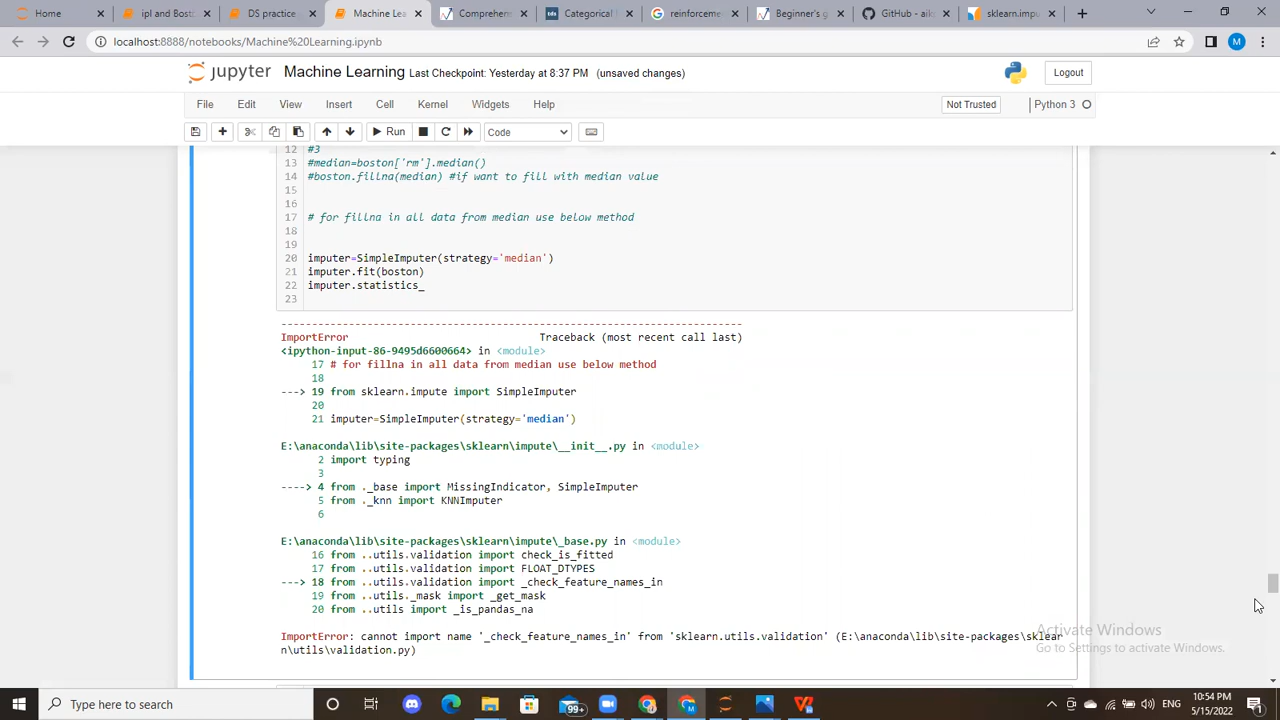 Home
ipl and Bost
DS practice
Machine Lea
Comprehens
Categorical
reinforceme
Beginner's g
GitHub - aik
sklearn.impu
localhost:8888/notebooks/Machine%20Learning.ipynb
M
jupyter Machine Learning Last Checkpoint: Yesterday at 8:37 PM (unsaved changes)
Logout
File Edit View Insert Cell Kernel Widgets Help
Not Trusted
Python 3
Run
Code
12 #3
13 #median=boston['rm'].median()
14 #boston.fillna(median) #if want to fill with median value
15
16
17 # for fillna in all data from median use below method
18
19
20 imputer=SimpleImputer(strategy='median')
21 imputer.fit(boston)
22 imputer.statistics_
23
---------------------------------------------------------------------------
ImportError Traceback (most recent call last)
<ipython-input-86-9495d6600664> in <module>
17 # for fillna in all data from median use below method
18
---> 19 from sklearn.impute import SimpleImputer
20
21 imputer=SimpleImputer(strategy='median')
E:\anaconda\lib\site-packages\sklearn\impute\__init__.py in <module>
2 import typing
3
----> 4 from ._base import MissingIndicator, SimpleImputer
5 from ._knn import KNNImputer
6
E:\anaconda\lib\site-packages\sklearn\impute\_base.py in <module>
16 from ..utils.validation import check_is_fitted
17 from ..utils.validation import FLOAT_DTYPES
---> 18 from ..utils.validation import _check_feature_names_in
19 from ..utils._mask import _get_mask
20 from ..utils import _is_pandas_na
ImportError: cannot import name '_check_feature_names_in' from 'sklearn.utils.validation' (E:\anaconda\lib\site-packages\sklear
n\utils\validation.py)
Activate Windows
Go to Settings to activate Windows.
Type here to search
99+
ENG
10:54 PM
5/15/2022
1